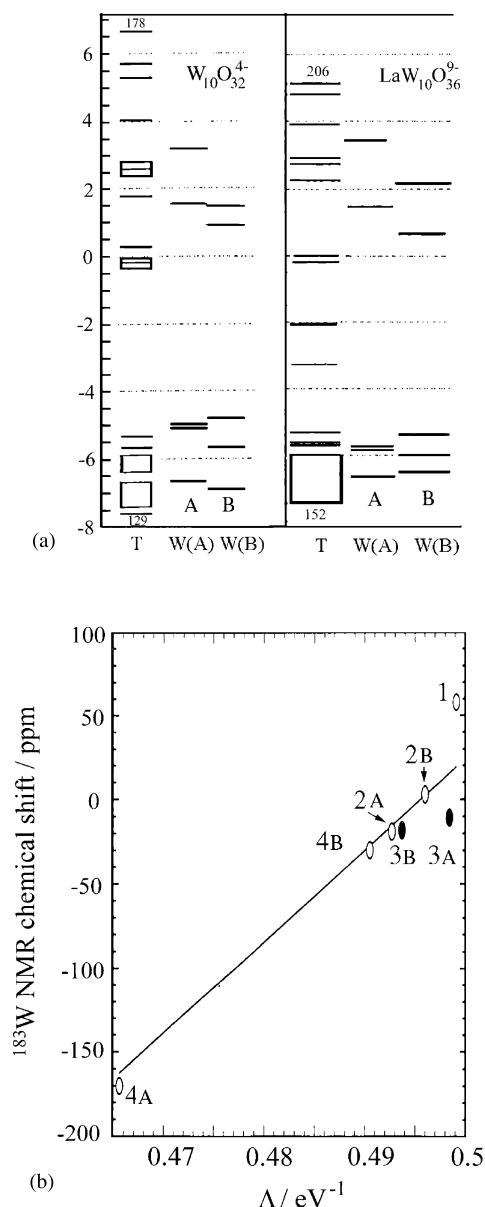 178
W10O32 4-
206
LaW10O36 9-
6
4
2
0
-2
-4
-6
-8
129
A
B
152
A
B
(a)
T
W(A)
W(B)
T
W(A)
W(B)
100
50
0
-50
-100
-150
-200
183W NMR chemical shift / ppm
1
2B
2A
4B
3B
3A
4A
0.47
0.48
0.49
0.5
(b)
Λ / eV-1